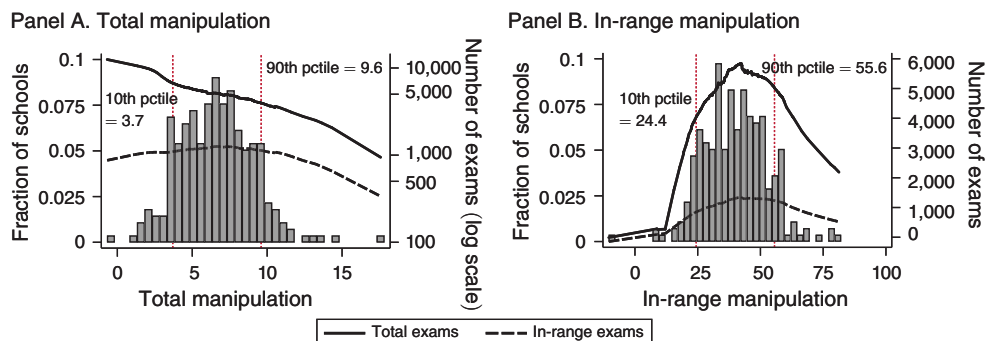 Panel A. Total manipulation
Fraction of schools
0.1
0.075
0.05
0.025
0
10th pctile
= 3.7
90th pctile = 9.6
10,000
5,000
1,000
500
100
Number of exams (log scale)
0
5
10
15
Total manipulation
Panel B. In-range manipulation
Fraction of schools
0.1
0.075
0.05
0.025
0
10th pctile
= 24.4
90th pctile = 55.6
6,000
5,000
4,000
3,000
2,000
1,000
0
Number of exams
0
25
50
75
100
In-range manipulation
Total exams
In-range exams